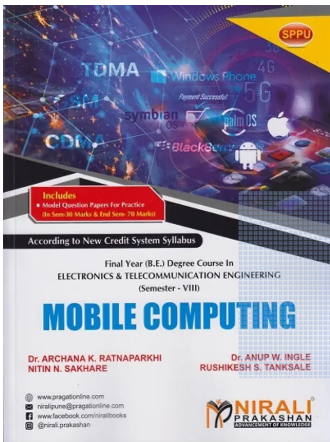 SPPU
4G
4G
TDMA
Windows Phone
5G
Payment Successful
GSM
symbian
OS
palm OS
CDMA
BlackBerry
Includes
• Model Question Papers For Practice
(In Sem-30 Marks & End Sem- 70 Marks)
According to New Credit System Syllabus
Final Year (B.E.) Degree Course In
ELECTRONICS & TELECOMMUNICATION ENGINEERING
(Semester - VIII)
MOBILE COMPUTING
Dr. ARCHANA K. RATNAPARKHI
NITIN N. SAKHARE
Dr. ANUP W. INGLE
RUSHIKESH S. TANKSALE
www.pragationline.com
niralipune@pragationline.com
www.facebook.com/niralibooks
@nirali.prakashan
NIRALI
PRAKASHAN
ADVANCEMENT OF KNOWLEDGE